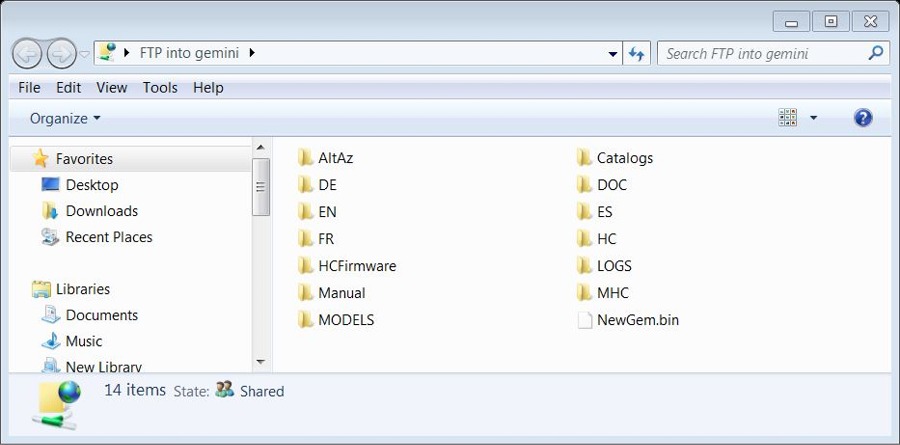 FTP into gemini
Search FTP into gemini
File Edit View Tools Help
Organize
Favorites
Desktop
Downloads
Recent Places
Libraries
Documents
Music
New Library
AltAz Catalogs
DE DOC
EN ES
FR HC
HCFirmware LOGS
Manual MHC
MODELS NewGem.bin
14 items State: Shared